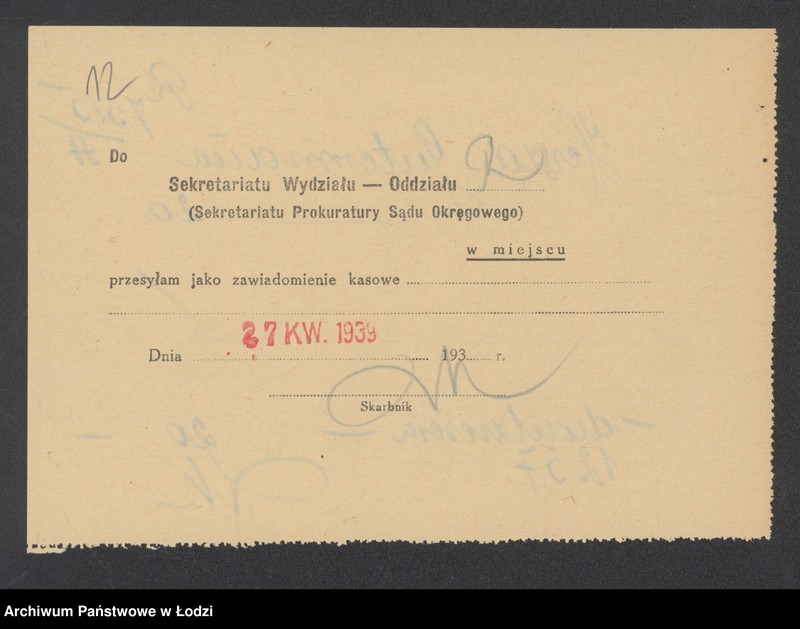 12
Do
Sekretariatu Wydziału — Oddziału R
(Sekretariatu Prokuratury Sądu Okręgowego)
w miejscu
przesyłam jako zawiadomienie kasowe
27 KW. 1939
Dnia 193 r.
Skarbnik
Archiwum Państwowe w Łodzi